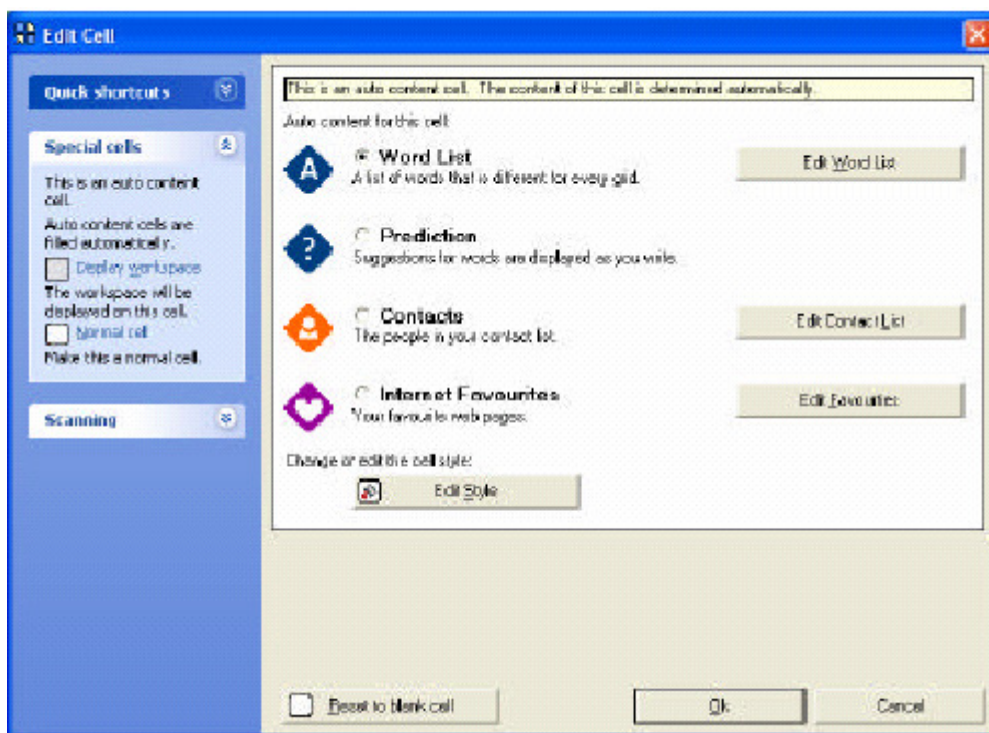 Edit Cell
Quick shortcuts
Special cells
This is an auto content
cell.
Auto content cells are
filled automatically.
Display workspace
The workspace will be
displayed on this cell.
Normal cell
Make this a normal cell.
Scanning
This is an auto content cell. The content of this cell is determined automatically.
Auto content for this cell:
A
Word List
A list of words that is different for every grid.
Edit Word List
?
Prediction
Suggestions for words are displayed as you write.
Contacts
The people in your contact list.
Edit Contact List
Internet Favourites
Your favourite web pages.
Edit Favourites
Change or edit the cell style:
Edit Style
Reset to blank cell
Ok
Cancel